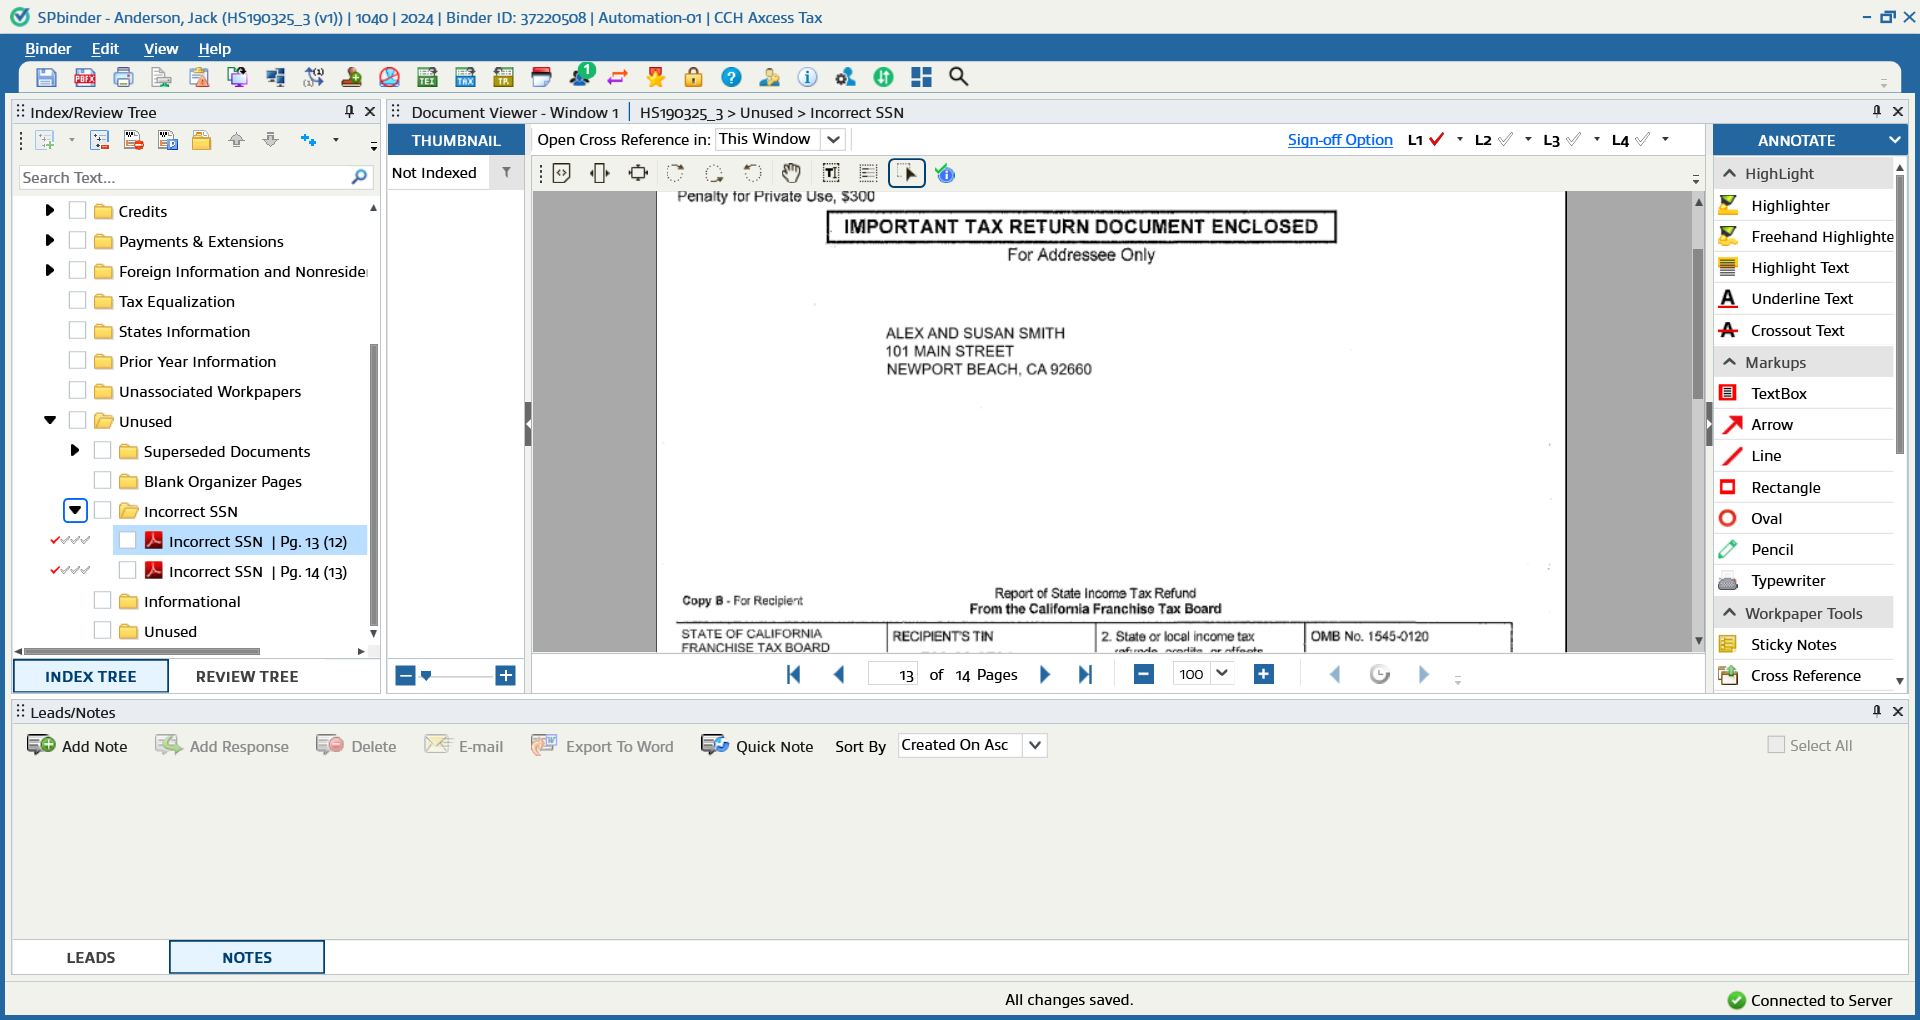 SPbinder - Anderson, Jack (HS190325_3 (v1)) | 1040 | 2024 | Binder ID: 37220508 | Automation-01 | CCH Axcess Tax
Binder Edit View Help
1
Index/Review Tree
Search Text...
Credits
Payments & Extensions
Foreign Information and Nonreside
Tax Equalization
States Information
Prior Year Information
Unassociated Workpapers
Unused
Superseded Documents
Blank Organizer Pages
Incorrect SSN
Incorrect SSN | Pg. 13 (12)
Incorrect SSN | Pg. 14 (13)
Informational
Unused
INDEX TREE
REVIEW TREE
Document Viewer - Window 1 | HS190325_3 > Unused > Incorrect SSN
THUMBNAIL
Not Indexed
Open Cross Reference in: This Window
Sign-off Option L1 L2 L3 L4
Penalty for Private Use, $300
IMPORTANT TAX RETURN DOCUMENT ENCLOSED
For Addressee Only
ALEX AND SUSAN SMITH
101 MAIN STREET
NEWPORT BEACH, CA 92660
Report of State Income Tax Refund
Copy B - For Recipient
From the California Franchise Tax Board
STATE OF CALIFORNIA
FRANCHISE TAX BOARD
RECIPIENT'S TIN
2. State or local income tax
refunds, credits, or offsets
OMB No. 1545-0120
13 of 14 Pages
100
ANNOTATE
HighLight
Highlighter
Freehand Highlighte
Highlight Text
Underline Text
Crossout Text
Markups
TextBox
Arrow
Line
Rectangle
Oval
Pencil
Typewriter
Workpaper Tools
Sticky Notes
Cross Reference
Leads/Notes
Add Note
Add Response
Delete
E-mail
Export To Word
Quick Note
Sort By Created On Asc
Select All
LEADS
NOTES
All changes saved.
Connected to Server